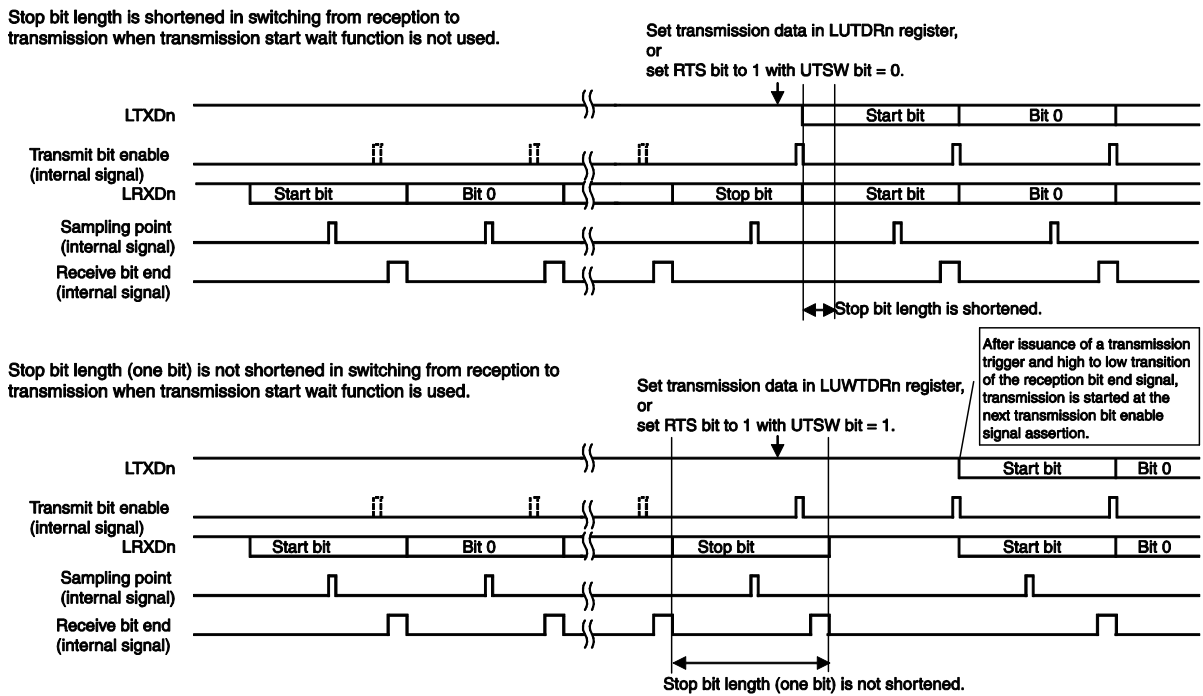 Stop bit length is shortened in switching from reception to
transmission when transmission start wait function is not used.
Set transmission data in LUTDRn register,
or
set RTS bit to 1 with UTSW bit = 0.
LTXDn
Start bit
Bit 0
Transmit bit enable
(internal signal)
LRXDn
Start bit
Bit 0
Stop bit
Start bit
Bit 0
Sampling point
(internal signal)
Receive bit end
(internal signal)
Stop bit length is shortened.
After issuance of a transmission
trigger and high to low transition
of the reception bit end signal,
transmission is started at the
next transmission bit enable
signal assertion.
Stop bit length (one bit) is not shortened in switching from reception to
transmission when transmission start wait function is used.
Set transmission data in LUWTDRn register,
or
set RTS bit to 1 with UTSW bit = 1.
LTXDn
Start bit
Bit 0
Transmit bit enable
(internal signal)
LRXDn
Start bit
Bit 0
Stop bit
Start bit
Bit 0
Sampling point
(internal signal)
Receive bit end
(internal signal)
Stop bit length (one bit) is not shortened.